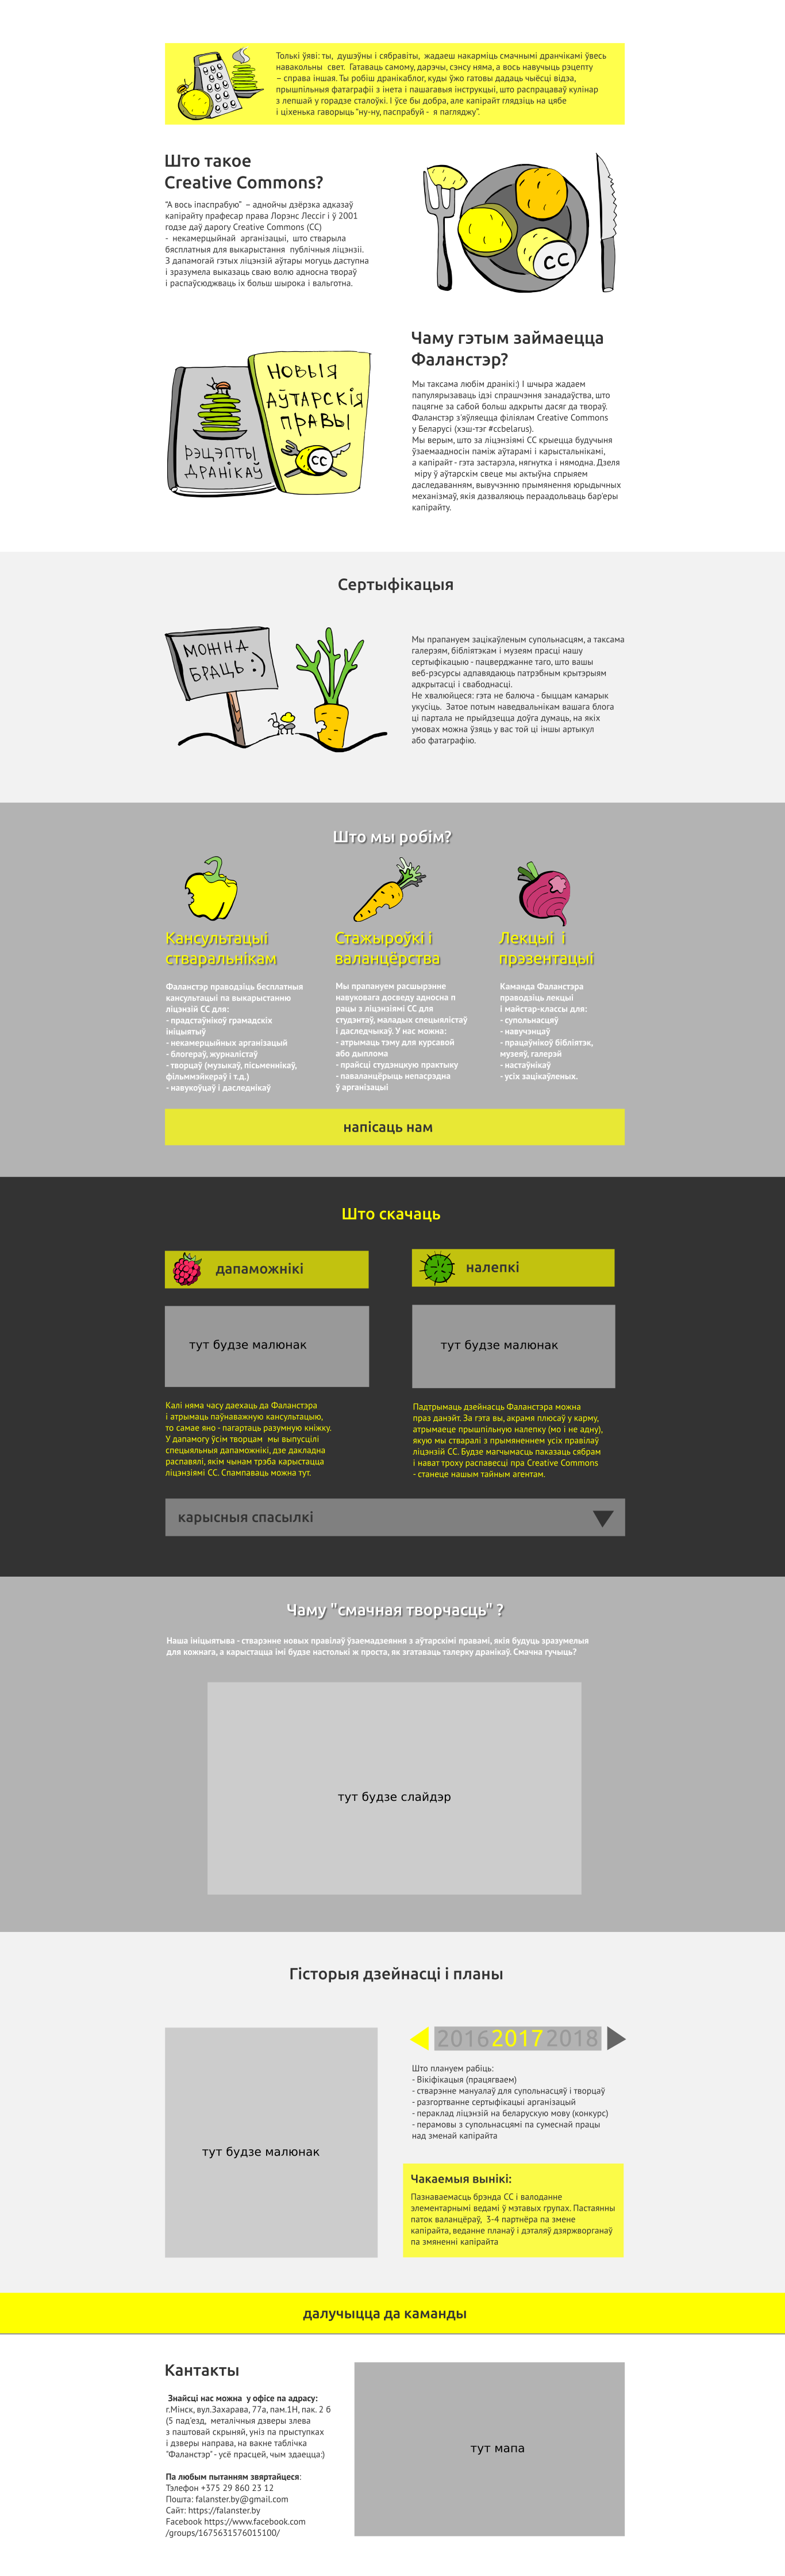 Толькі ўяві: ты, душэўны і сябравіты, жадаеш накарміць смачнымі дранічкамі ўвесь
навакольны свет. Гатаваць самому, дарэчы, сэнсу няма, а вось навучыць рэцепту
– справа іншая. Ты робіш дранікаблог, куды ўжо гатовы дадаць чыёсці відэа,
прышпільныя фатаграфіі з інета і пашагавыя інструкцыі, што распрацаваў кулінар
з лепшай у горадзе сталоўкі. І ўсе бы добра, але капірайт глядзіць на цябе
і ціхенька гаворыць "ну-ну, паспрабуй - я пагляджу".
Што такое
Creative Commons?
"А вось іпаспрабую" – аднойчы дзёрзка адказаў
капірайту прафесар права Лорэнс Лессіг і ў 2001
годзе даў дарогу Creative Commons (CC)
- некамерцыйнай арганізацыі, што стварыла
бясплатныя для выкарыстання публічныя ліцэнзіі.
З дапамогай гэтых ліцэнзій аўтары могуць даступна
і зразумела выказаць сваю волю адносна твораў
і распаўсюджваць іх больш шырока і вальготна.
CC
Чаму гэтым займаецца
Фаланстэр?
Мы таксама любім дранікі:) І шчыра жадаем
папулярызаваць ідэі спрашчэння занадаўства, што
пацягне за сабой больш адкрыты дасяг да твораў.
Фаланстэр з'яўляецца філіялам Creative Commons
у Беларусі (хэш-тэг #ccbelarus).
Мы верым, што за ліцэнзіямі CC крыецца будучыня
ўзаемаадносін паміж аўтарамі і карыстальнікамі,
а капірайт - гэта застарэла, нягнутка і нямодна. Дзеля
міру ў аўтарскім свеце мы актыўна спрыяем
даследаванням, вывучэнню прымянення юрыдычных
механізмаў, якія дазваляюць пераадольваць бар'еры
капірайту.
РЭЦЭПТЫ
ДРАНІКАЎ
НОВЫЯ
АЎТАРСКІЯ
ПРАВЫ
CC
Сертыфікацыя
МОЖНА
БРАЦЬ :)
Мы прапануем зацікаўленым супольнасцям, а таксама
галерэям, бібліятэкам і музеям прасці нашу
сертыфікацыю - пацверджанне таго, што вашы
веб-рэсурсы адпавядаюць патрэбным крытэрыям
адкрытасці і свабоднасці.
Не хвалюйцеся: гэта не балюча - быццам камарык
укусіць. Затое потым наведвальнікам вашага блога
ці партала не прыйдзецца доўга думаць, на якіх
умовах можна ўзяць у вас той ці іншы артыкул
або фатаграфію.
Што мы робім?
Кансультацыі
стваральнікам
Фаланстэр праводзіць бесплатныя
кансультацыі па выкарыстанню
ліцэнзій СС для:
- прадстаўнікоў грамадскіх
ініцыятыў
- некамерцыйных арганізацый
- блогераў, журналістаў
- творцаў (музыкаў, пісьменнікаў,
фільммэйкераў і т.д.)
- навукоўцаў і даследнікаў
Стажыроўкі і
валанцёрства
Мы прапануем расшырэнне
навуковага досведу адносна п
рацы з ліцэнзіямі СС для
студэнтаў, маладых спецыялістаў
і даследчыкаў. У нас можна:
- атрымаць тэму для курсавой
або дыплома
- прайсці студэнцкую практыку
- паваланцёрыць непасрэдна
ў арганізацыі
Лекцыі і
прэзентацыі
Каманда Фаланстэра
праводзіць лекцыі
і майстар-классы для:
- супольнасцяў
- навучэнцаў
- працаўнікоў бібліятэк,
музеяў, галерэй
- настаўнікаў
- усіх зацікаўленых.
напісаць нам
Што скачаць
дапаможнікі
тут будзе малюнак
Калі няма часу даехаць да Фаланстэра
і атрымаць паўнаважную кансультацыю,
то самае яно - пагартаць разумную кніжку.
У дапамогу ўсім творцам мы выпусцілі
спецыяльныя дапаможнікі, дзе дакладна
распавялі, якім чынам трэба карыстацца
ліцэнзіямі СС. Спампаваць можна тут.
налепкі
тут будзе малюнак
Падтрымаць дзейнасць Фаланстэра можна
праз данэйт. За гэта вы, акрамя плюсаў у карму,
атрымаеце прышпільную налепку (мо і не адну),
якую мы стваралі з прымяненнем усіх правілаў
ліцэнзій СС. Будзе магчымасць паказаць сябрам
і нават троху распавесці пра Creative Commons
- станеце нашым тайным агентам.
карысныя спасылкі
Чаму "смачная творчасць" ?
Наша ініцыятыва - стварэнне новых правілаў ўзаемадзеяння з аўтарскімі правамі, якія будуць зразумелыя
для кожнага, а карыстацца імі будзе настолькі ж проста, як згатаваць талерку дранікаў. Смачна гучыць?
тут будзе слайдэр
Гісторыя дзейнасці і планы
тут будзе малюнак
2016 2017 2018
Што плануем рабіць:
- Вікіфікацыя (працягваем)
- стварэнне мануалаў для супольнасцяў і творцаў
- разгортванне сертыфікацыі арганізацый
- пераклад ліцэнзій на беларускую мову (конкурс)
- перамовы з супольнасцямі па сумеснай працы
над зменай капірайта
Чакаемыя вынікі:
Пазнаваемасць брэнда СС і валоданне
элементарнымі ведамі ў мэтавых групах. Пастаянны
паток валанцёраў, 3-4 партнёра па змене
капірайта, веданне планаў і дэталяў дзяржворганаў
па змяненні капірайта
далучыцца да каманды
Кантакты
Знайсці нас можна у офісе па адрасу:
г.Мінск, вул.Захарава, 77а, пам.1Н, пак. 2 б
(5 пад'езд, металічныя дзверы злева
з паштовай скрыняй, уніз па прыступках
і дзверы направа, на вакне таблічка
"Фаланстэр" - усё прасцей, чым здаецца:)
Па любым пытанням звяртайцеся:
Тэлефон +375 29 860 23 12
Пошта: falanster.by@gmail.com
Сайт: https://falanster.by
Facebook https://www.facebook.com
/groups/1675631576015100/
тут мапа